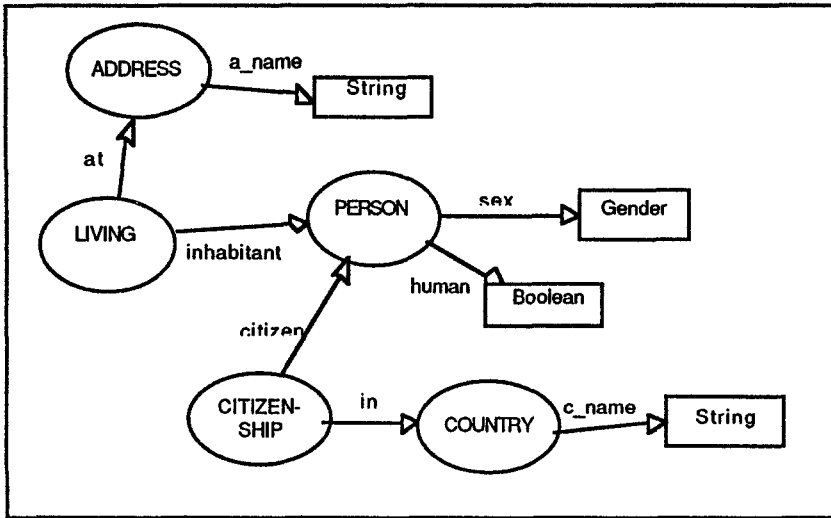 ADDRESS
a_name
String
at
LIVING
inhabitant
PERSON
sex
Gender
human
Boolean
citizen
CITIZEN-
SHIP
in
COUNTRY
c_name
String